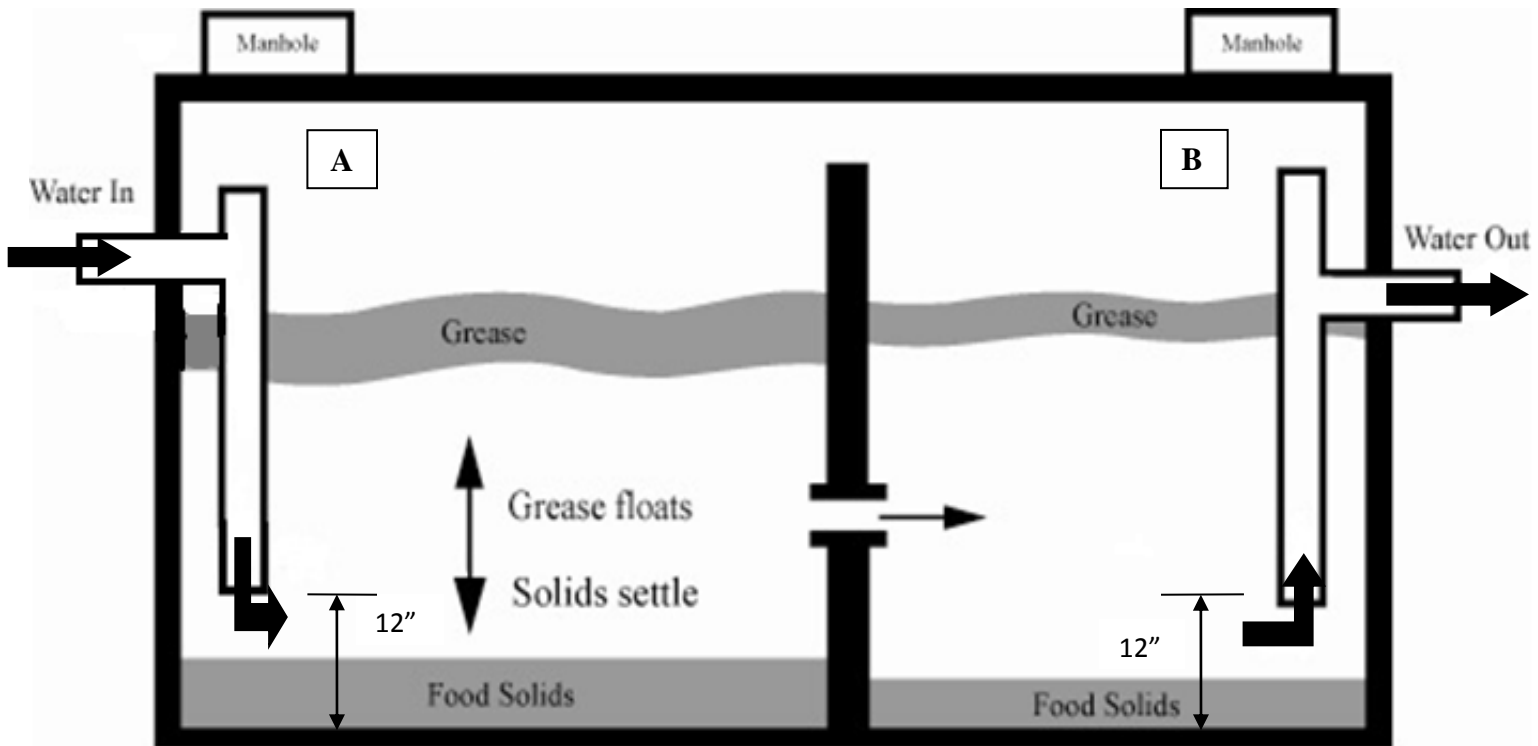 Manhole
Manhole
A
B
Water In
Water Out
Grease
Grease
Grease floats
Solids settle
12”
12”
Food Solids
Food Solids